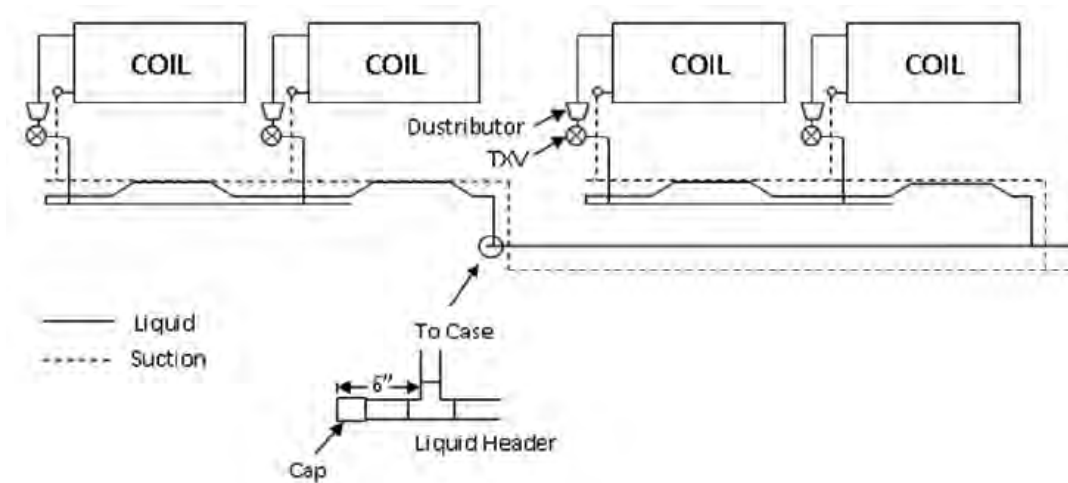 COIL COIL COIL COIL
Dustributor
TXV
Liquid
Suction
To Case
6”
Liquid Header
Cap